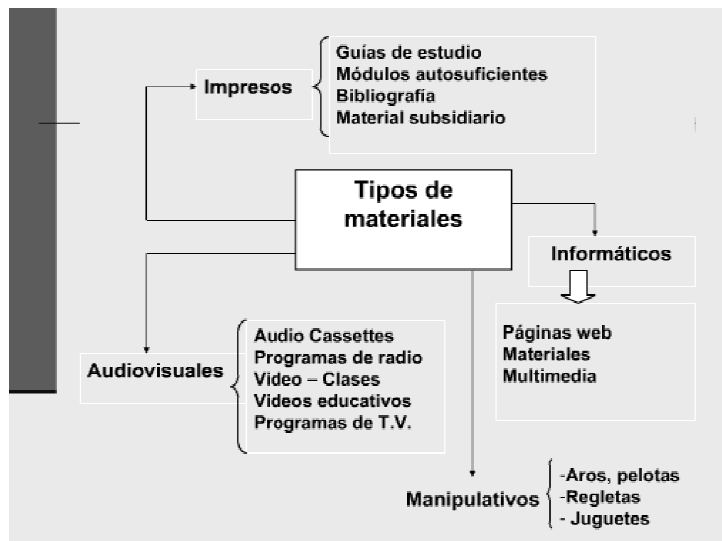 Guías de estudio
Módulos autosuficientes
Bibliografía
Material subsidiario
Impresos
Tipos de
materiales
Informáticos
Páginas web
Materiales
Multimedia
Audiovisuales
Audio Cassettes
Programas de radio
Video – Clases
Videos educativos
Programas de T.V.
Manipulativos
-Aros, pelotas
-Regletas
- Juguetes